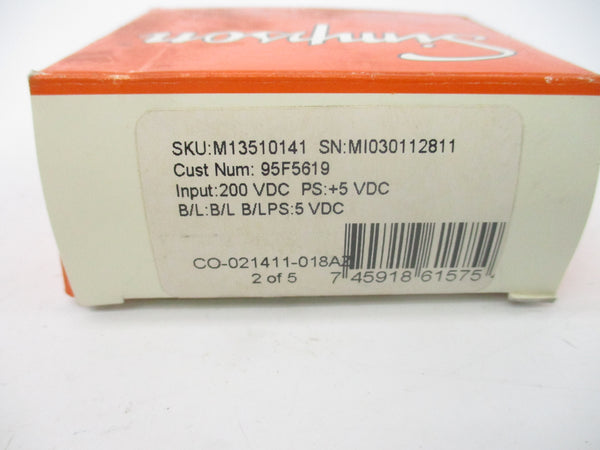 Simpson
SKU:M13510141 SN:MI030112811
Cust Num: 95F5619
Input:200 VDC PS:+5 VDC
B/L:B/L B/LPS:5 VDC
CO-021411-018AZ
2 of 5 7 45918 61575